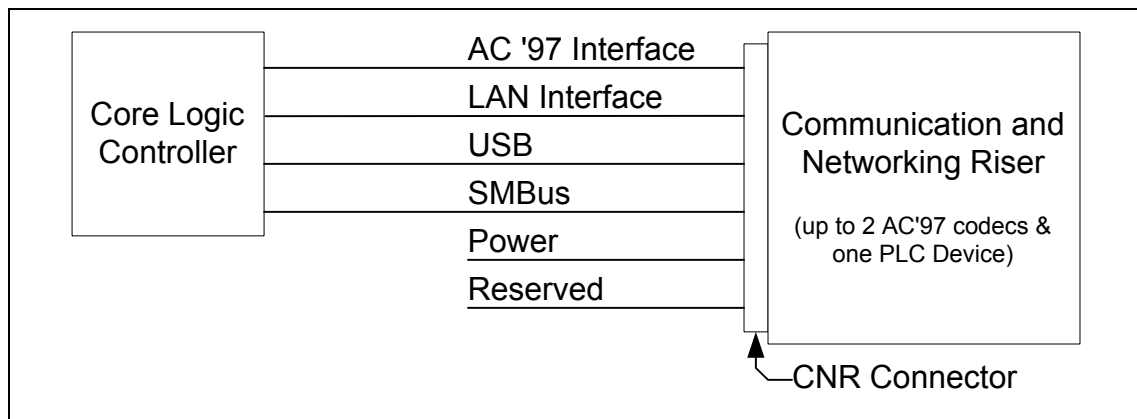 Core Logic
Controller
AC '97 Interface
LAN Interface
USB
SMBus
Power
Reserved
Communication and
Networking Riser
(up to 2 AC'97 codecs &
one PLC Device)
CNR Connector